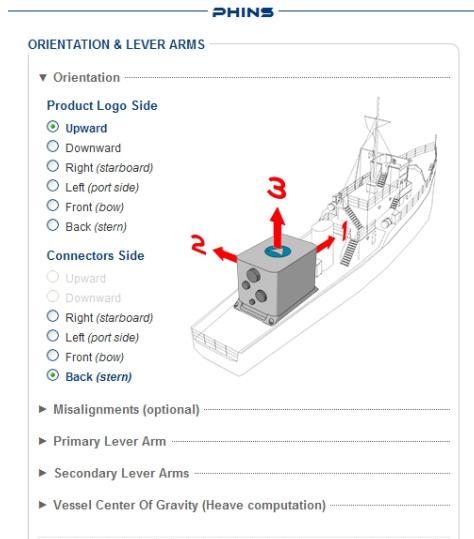 PHINS
ORIENTATION & LEVER ARMS
Orientation
Product Logo Side
Upward
Downward
Right (starboard)
Left (port side)
Front (bow)
Back (stern)
Connectors Side
Upward
Downward
Right (starboard)
Left (port side)
Front (bow)
Back (stern)
3
2
1
Misalignments (optional)
Primary Lever Arm
Secondary Lever Arms
Vessel Center Of Gravity (Heave computation)